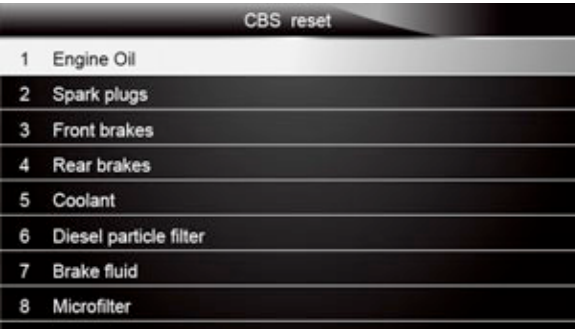 CBS reset
1 Engine Oil
2 Spark plugs
3 Front brakes
4 Rear brakes
5 Coolant
6 Diesel particle filter
7 Brake fluid
8 Microfilter